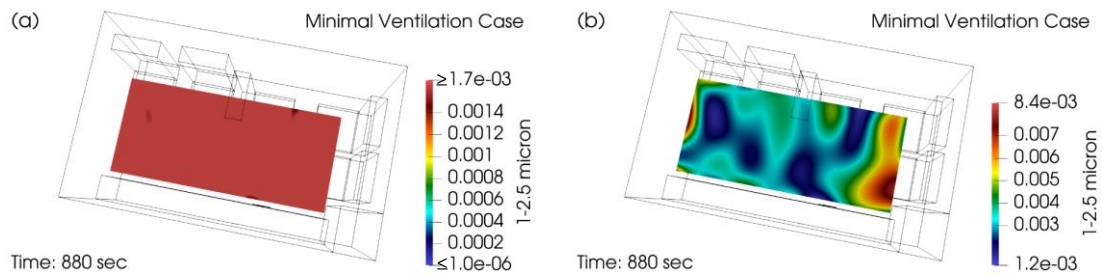 (a)
Minimal Ventilation Case
≥1.7e-03
0.0014
0.0012
0.001
0.0008
0.0006
0.0004
0.0002
≤1.0e-06
1-2.5 micron
Time: 880 sec
(b)
Minimal Ventilation Case
8.4e-03
0.007
0.006
0.005
0.004
0.003
1.2e-03
1-2.5 micron
Time: 880 sec